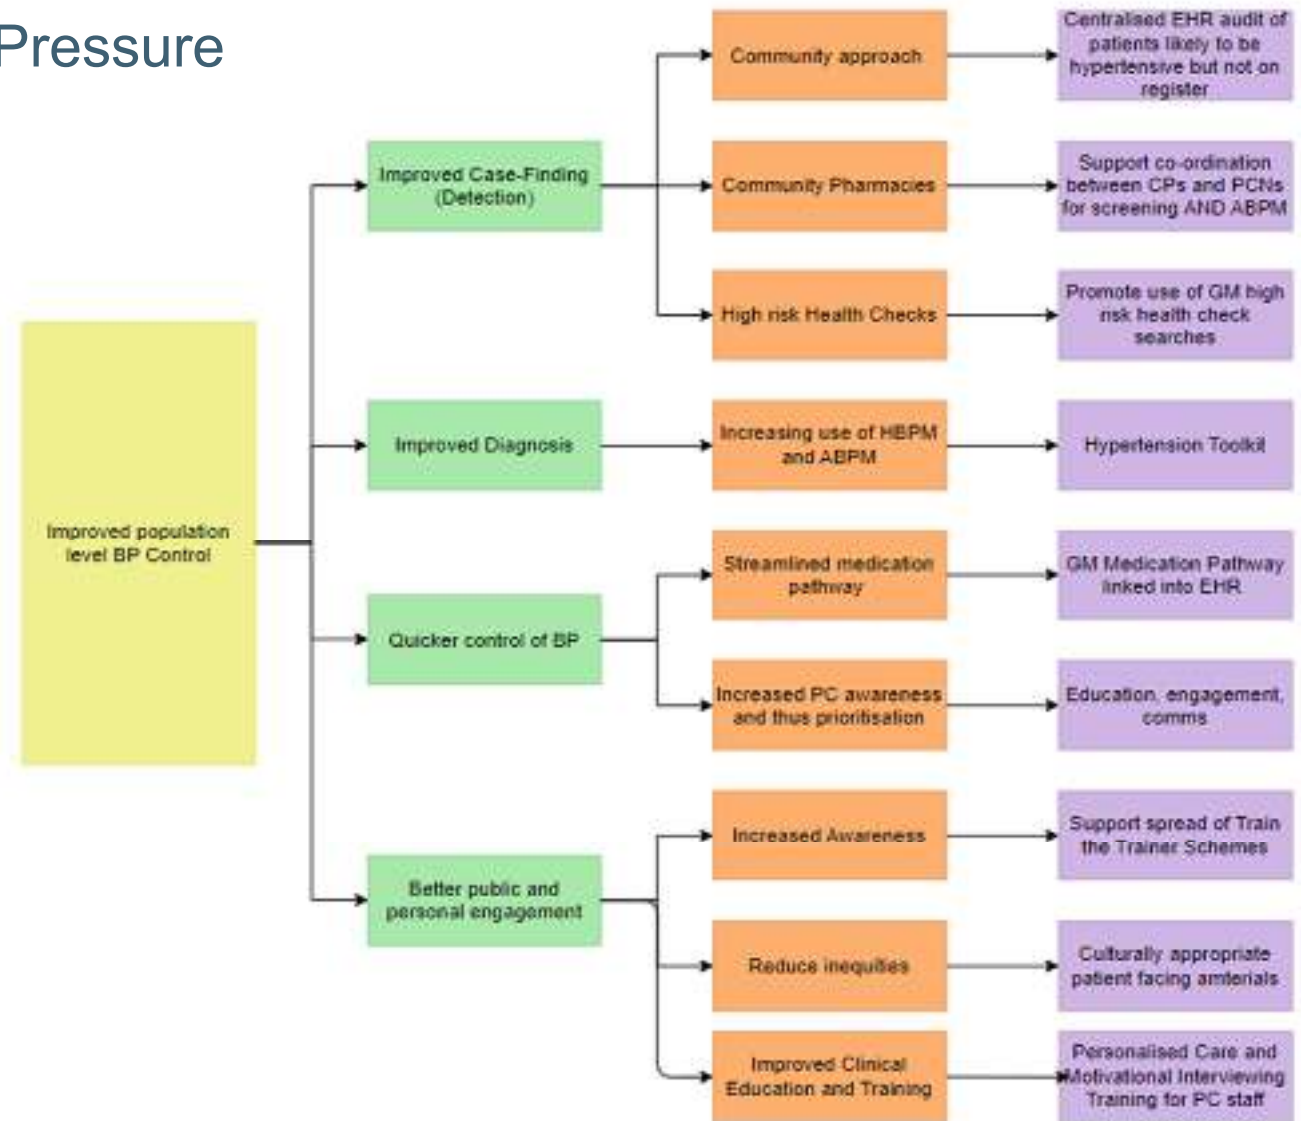 Pressure
Community approach
Centralised EHR audit of
patients likely to be
hypertensive but not on
register
Improved Case-Finding
(Detection)
Community Pharmacies
Support co-ordination
between CPs and PCNs
for screening AND ABPM
High risk Health Checks
Promote use of GM high
risk health check
searches
Improved population
level BP Control
Improved Diagnosis
Increasing use of HBPM
and ABPM
Hypertension Toolkit
Quicker control of BP
Streamlined medication
pathway
GM Medication Pathway
linked into EHR
Increased PC awareness
and thus prioritisation
Education, engagement,
comms
Better public and
personal engagement
Increased Awareness
Support spread of Train
the Trainer Schemes
Reduce inequities
Culturally appropriate
patient facing amterials
Improved Clinical
Education and Training
Personalised Care and
Motivational Interviewing
Training for PC staff